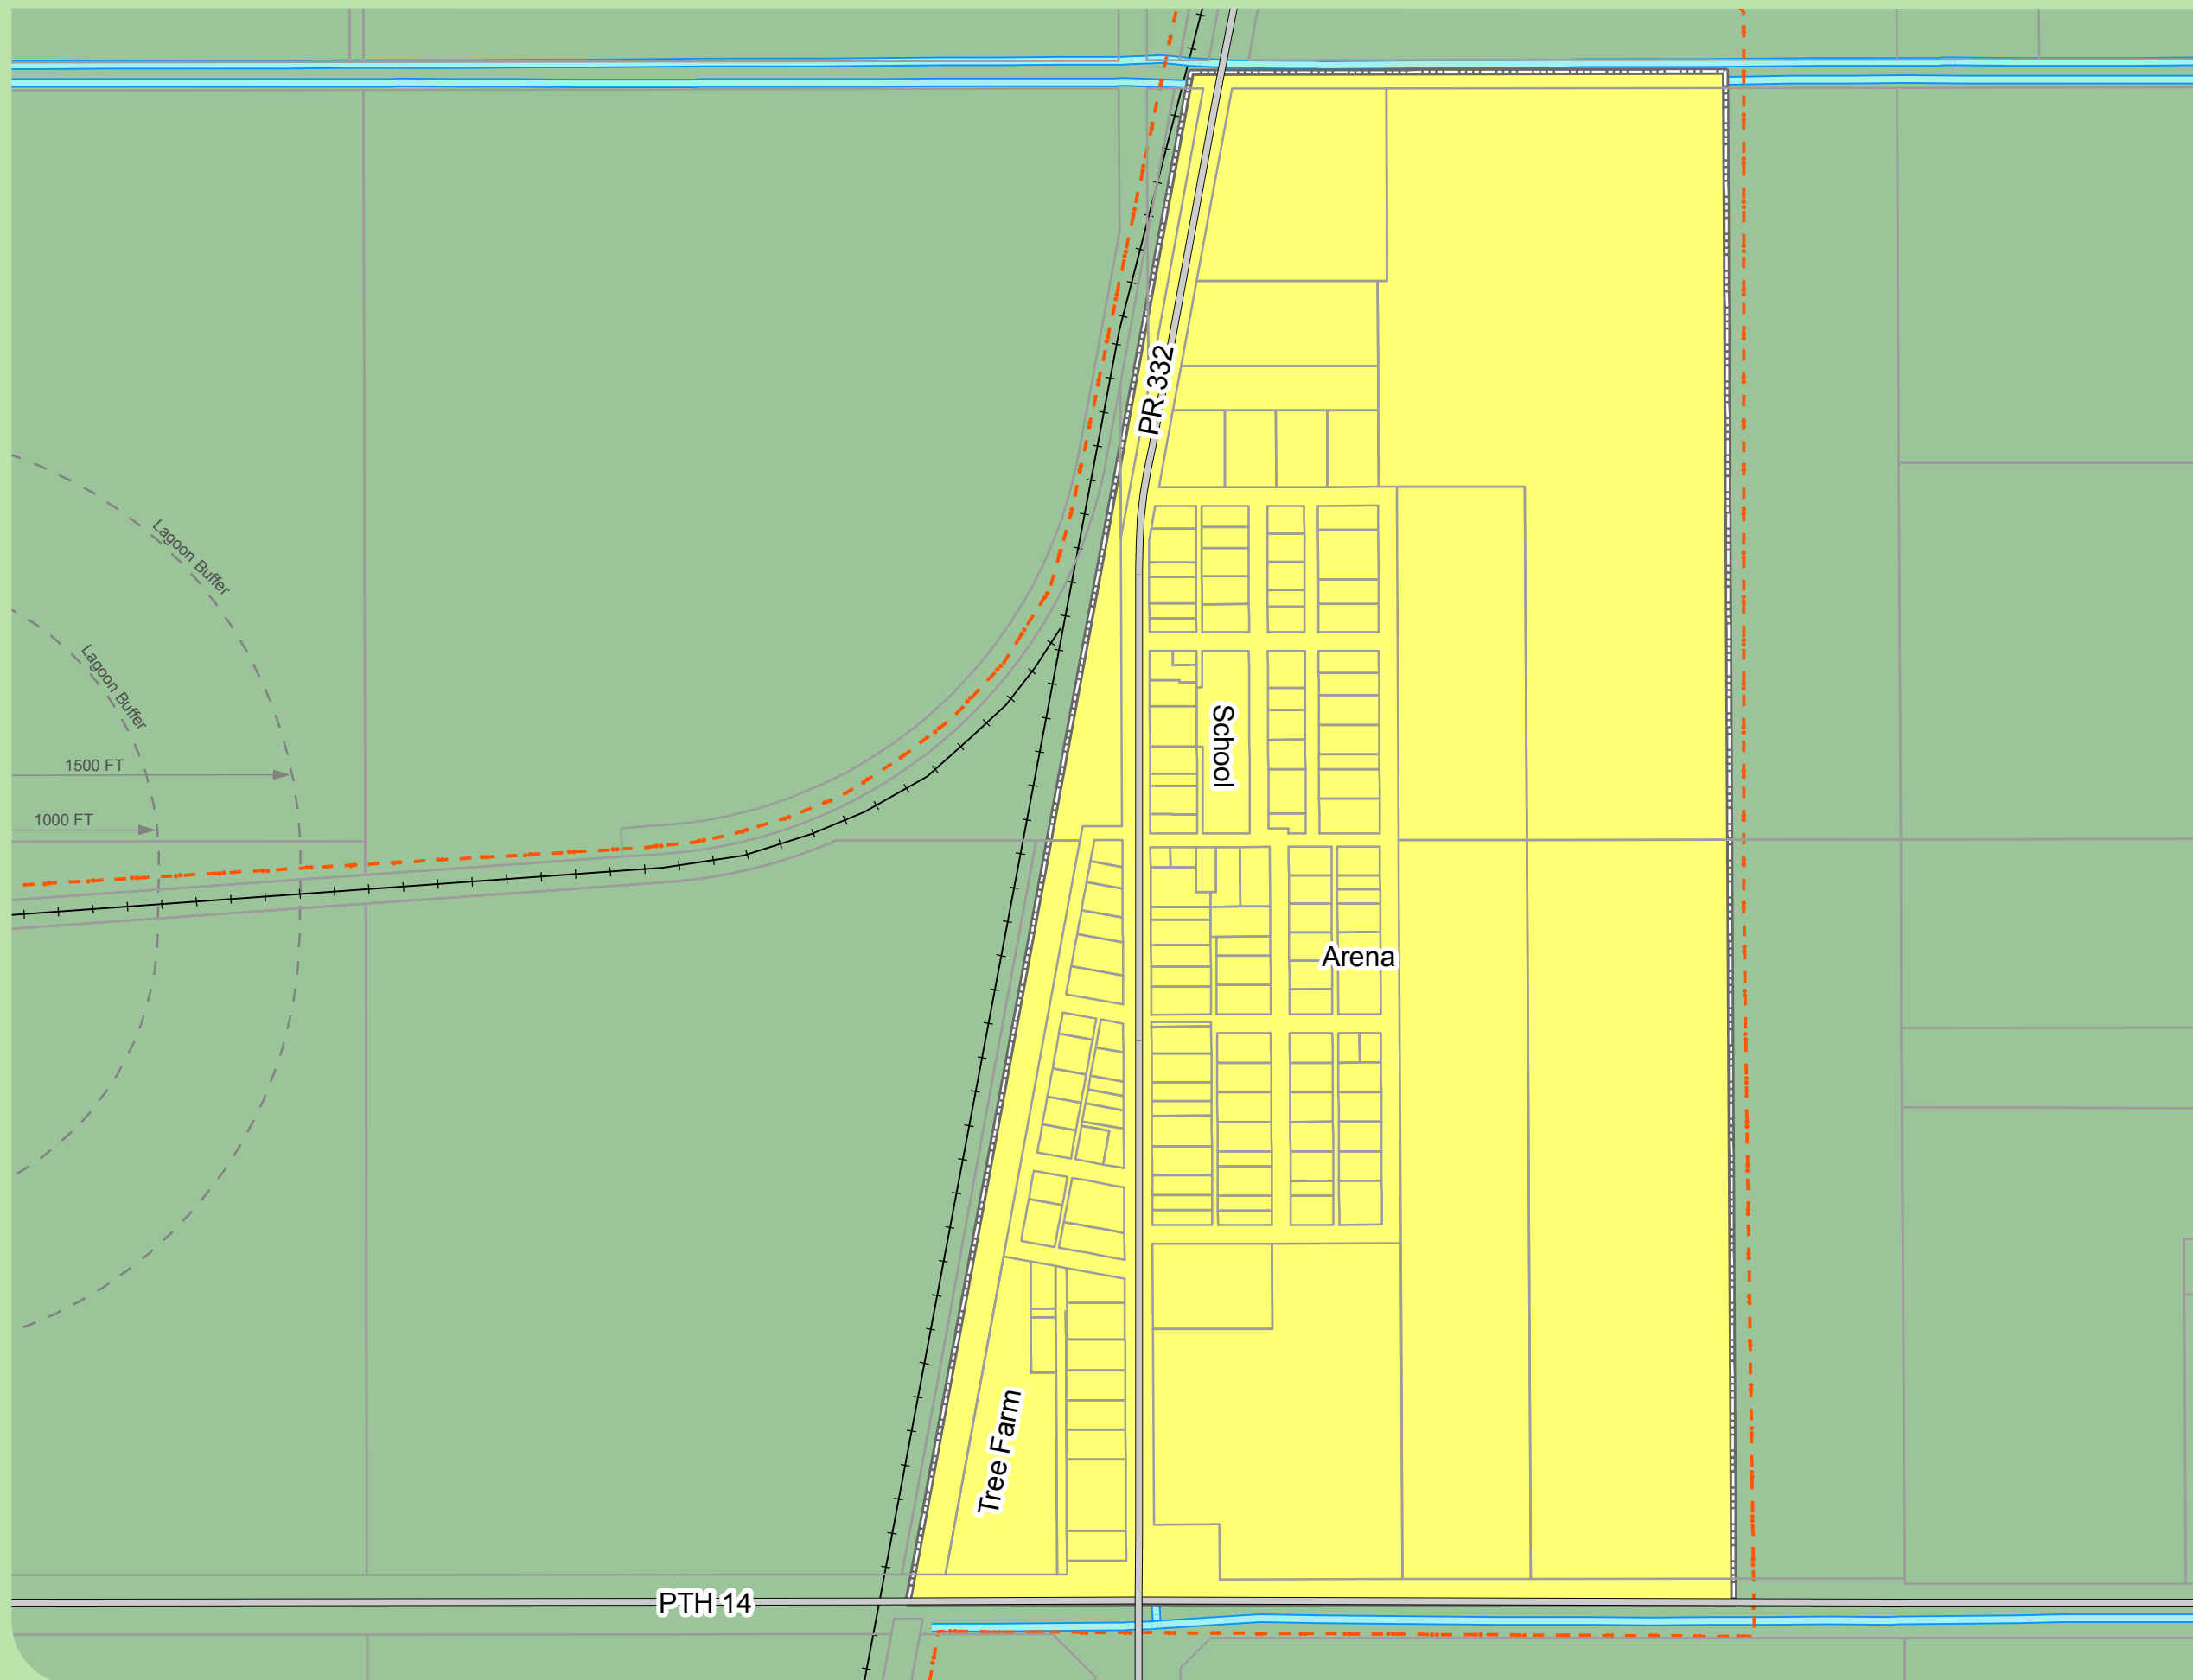 PR 332
Lagoon Buffer
Lagoon Buffer
School
1500 FT
1000 FT
Arena
Tree Farm
PTH 14